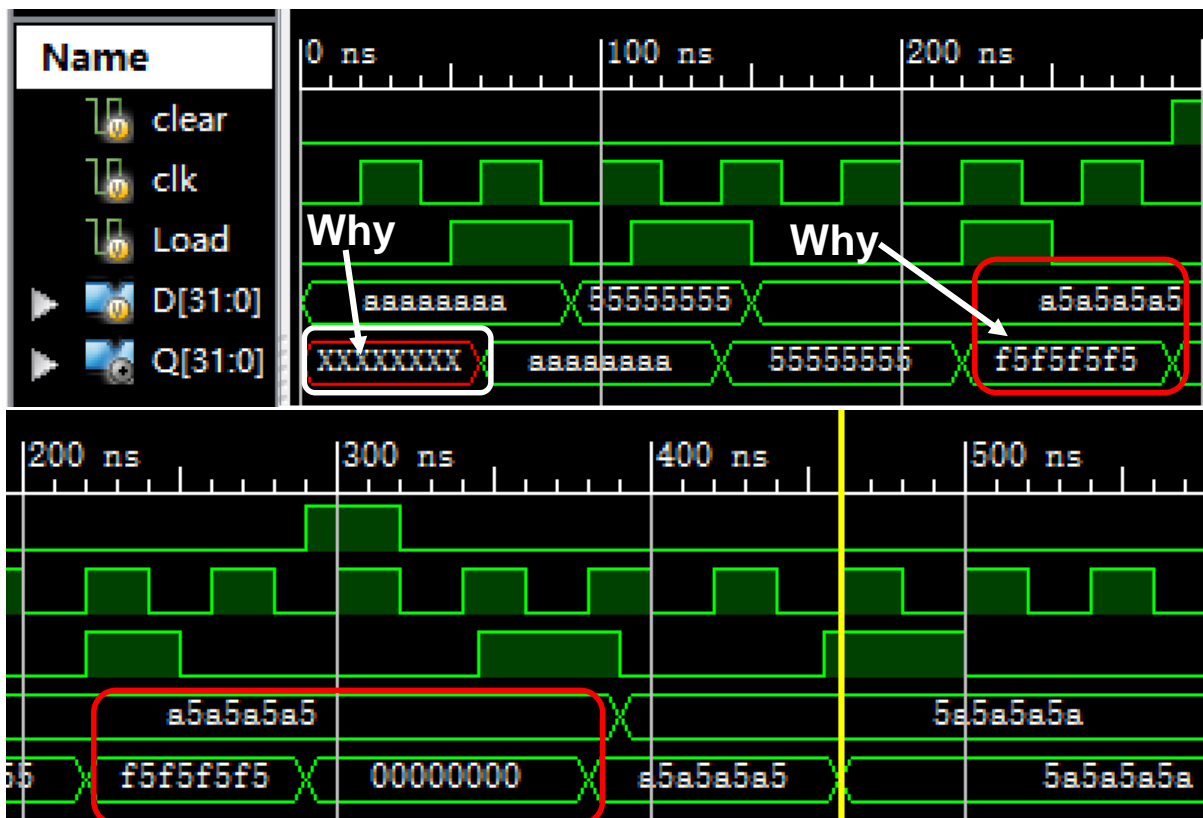 Name
0 ns 100 ns 200 ns
clear
clk
Load
Why Why
D[31:0] aaaaaaaa 55555555 a5a5a5a5
Q[31:0] XXXXXXXX aaaaaaaa 55555555 f5f5f5f5
200 ns 300 ns 400 ns 500 ns
a5a5a5a5 5a5a5a5a
55 f5f5f5f5 00000000 a5a5a5a5 5a5a5a5a